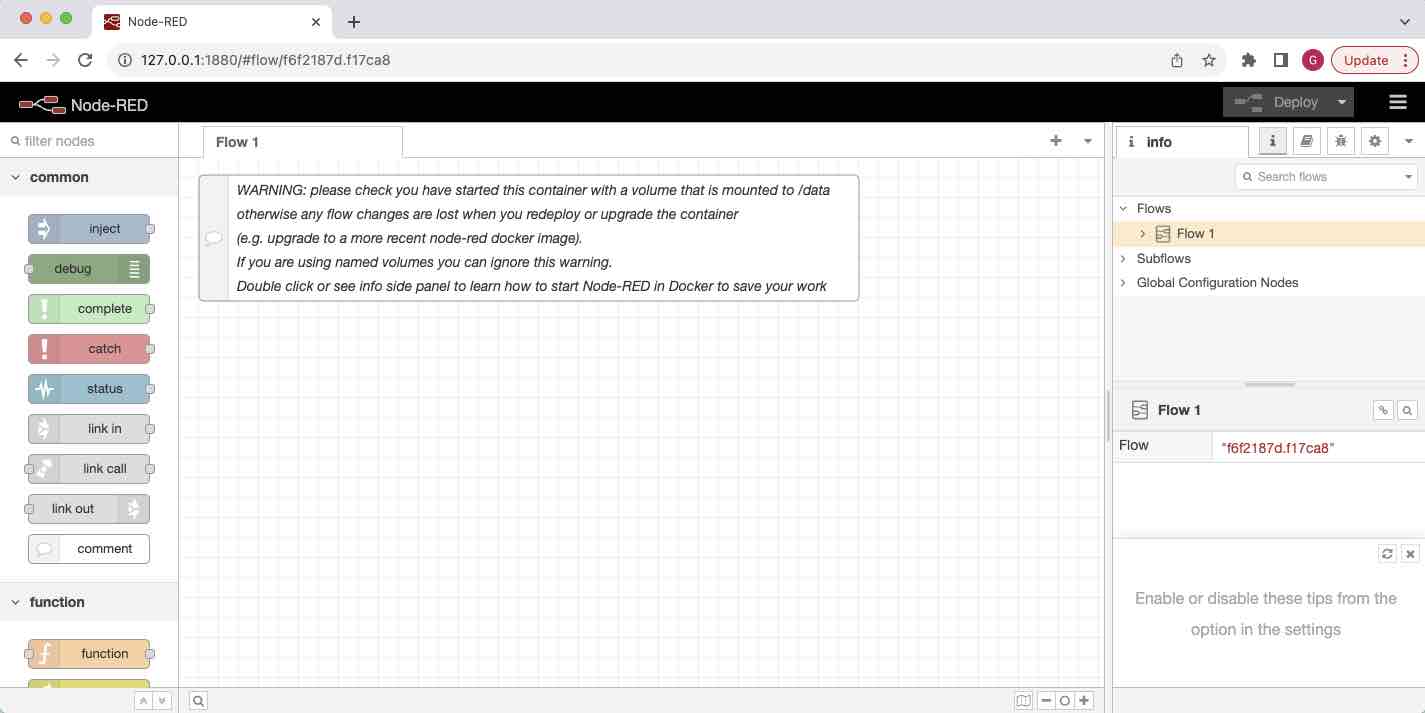 Node-RED
127.0.0.1:1880/#flow/f6f2187d.f17ca8
G
Update
Node-RED
Deploy
filter nodes
common
inject
debug
complete
catch
status
link in
link call
link out
comment
function
function
Flow 1
WARNING: please check you have started this container with a volume that is mounted to /data
otherwise any flow changes are lost when you redeploy or upgrade the container
(e.g. upgrade to a more recent node-red docker image).
If you are using named volumes you can ignore this warning.
Double click or see info side panel to learn how to start Node-RED in Docker to save your work
i info
i
Search flows
Flows
Flow 1
Subflows
Global Configuration Nodes
Flow 1
Flow "f6f2187d.f17ca8"
Enable or disable these tips from the
option in the settings